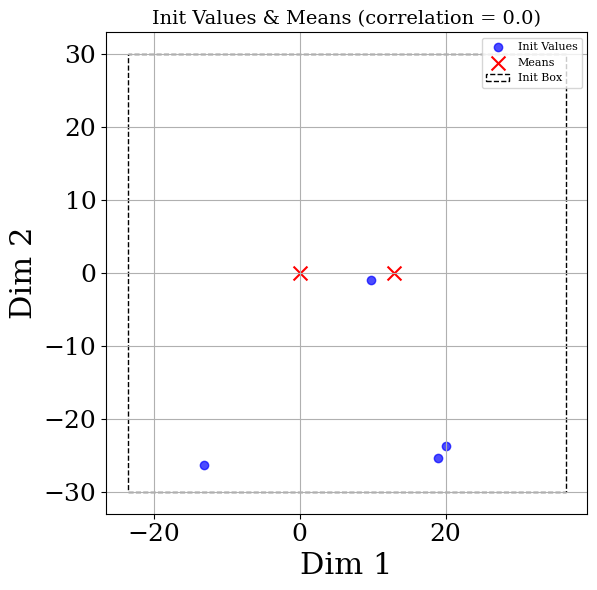 Init Values & Means (correlation = 0.0)
Init Values
Means
Init Box
30
20
10
0
−10
−20
−30
Dim 2
−20
0
20
Dim 1